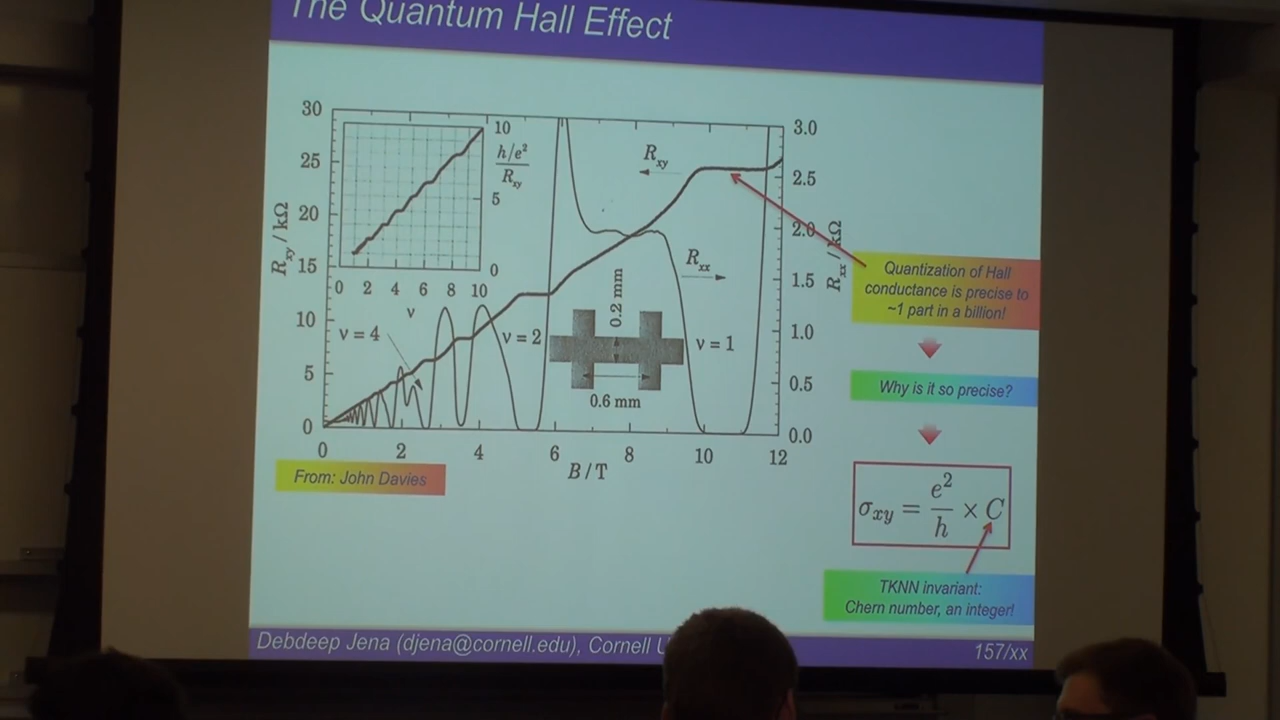 The Quantum Hall Effect
30
25
20
15
10
5
0
R_xy / kΩ
10
5
0
h/e²
R_xy
0 2 4 6 8 10
ν
R_xy
R_xx
ν = 4
ν = 2
ν = 1
0.2 mm
0.6 mm
3.0
2.5
2.0
1.5
1.0
0.5
0.0
R_xx / kΩ
0 2 4 6 8 10 12
B / T
From: John Davies
Quantization of Hall
conductance is precise to
~1 part in a billion!
Why is it so precise?
σ_xy = e²/h × C
TKNN invariant:
Chern number, an integer!
Debdeep Jena (djena@cornell.edu), Cornell
157/xx